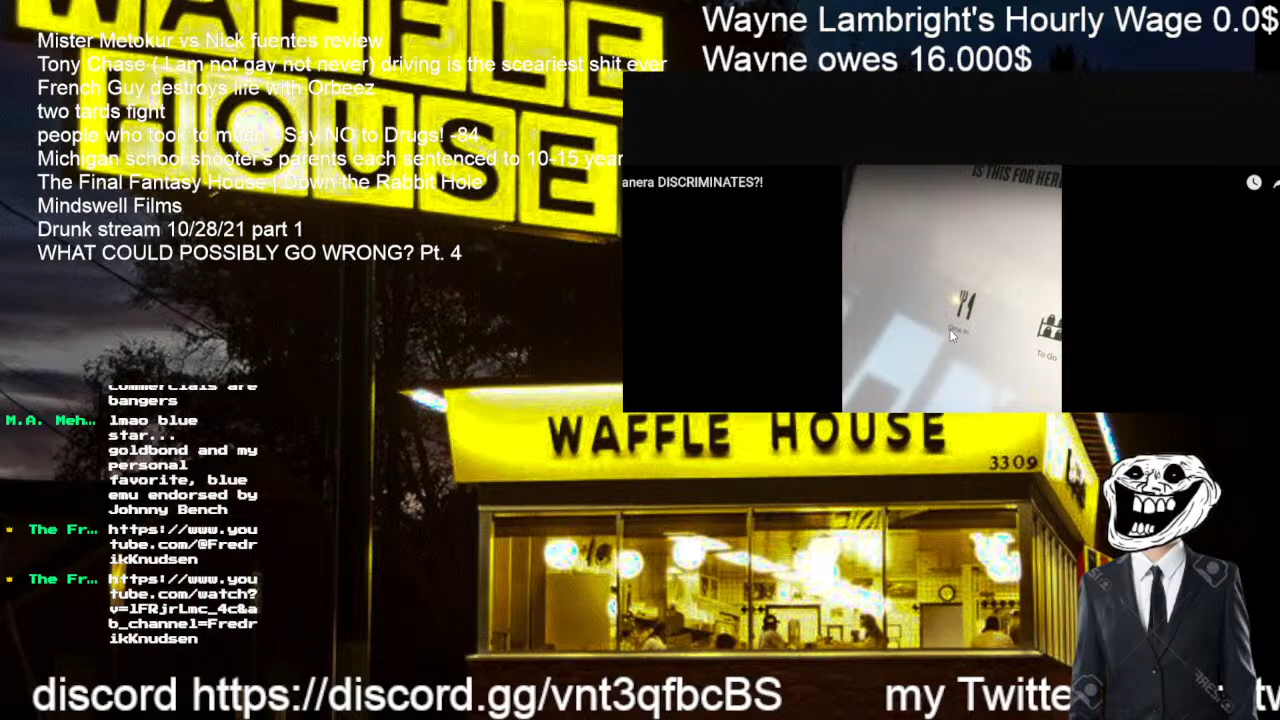 WAFFLE
HOUSE
Mister Metokur vs Nick fuentes review
Tony Chase ( I am not gay not never) driving is the sceariest shit ever
French Guy destroys life with Orbeez
two tards fight
people who took to much - Say NO to Drugs! -84
Michigan school shooter's parents each sentenced to 10-15 year
The Final Fantasy House | Down the Rabbit Hole
Mindswell Films
Drunk stream 10/28/21 part 1
WHAT COULD POSSIBLY GO WRONG? Pt. 4
Wayne Lambright's Hourly Wage 0.0$
Wayne owes 16.000$
anera DISCRIMINATES?!
IS THIS FOR HERE
Dine In
To Go
commercials are
bangers
M.A. Meh… lmao blue
star...
goldbond and my
personal
favorite, blue
emu endorsed by
Johnny Bench
The Fr… https://www.you
tube.com/@Fredr
ikKnudsen
The Fr… https://www.you
tube.com/watch?
v=lFRjrLmc_4c&a
b_channel=Fredr
ikKnudsen
WAFFLE HOUSE
3309
discord https://discord.gg/vnt3qfbcBS my Twitte